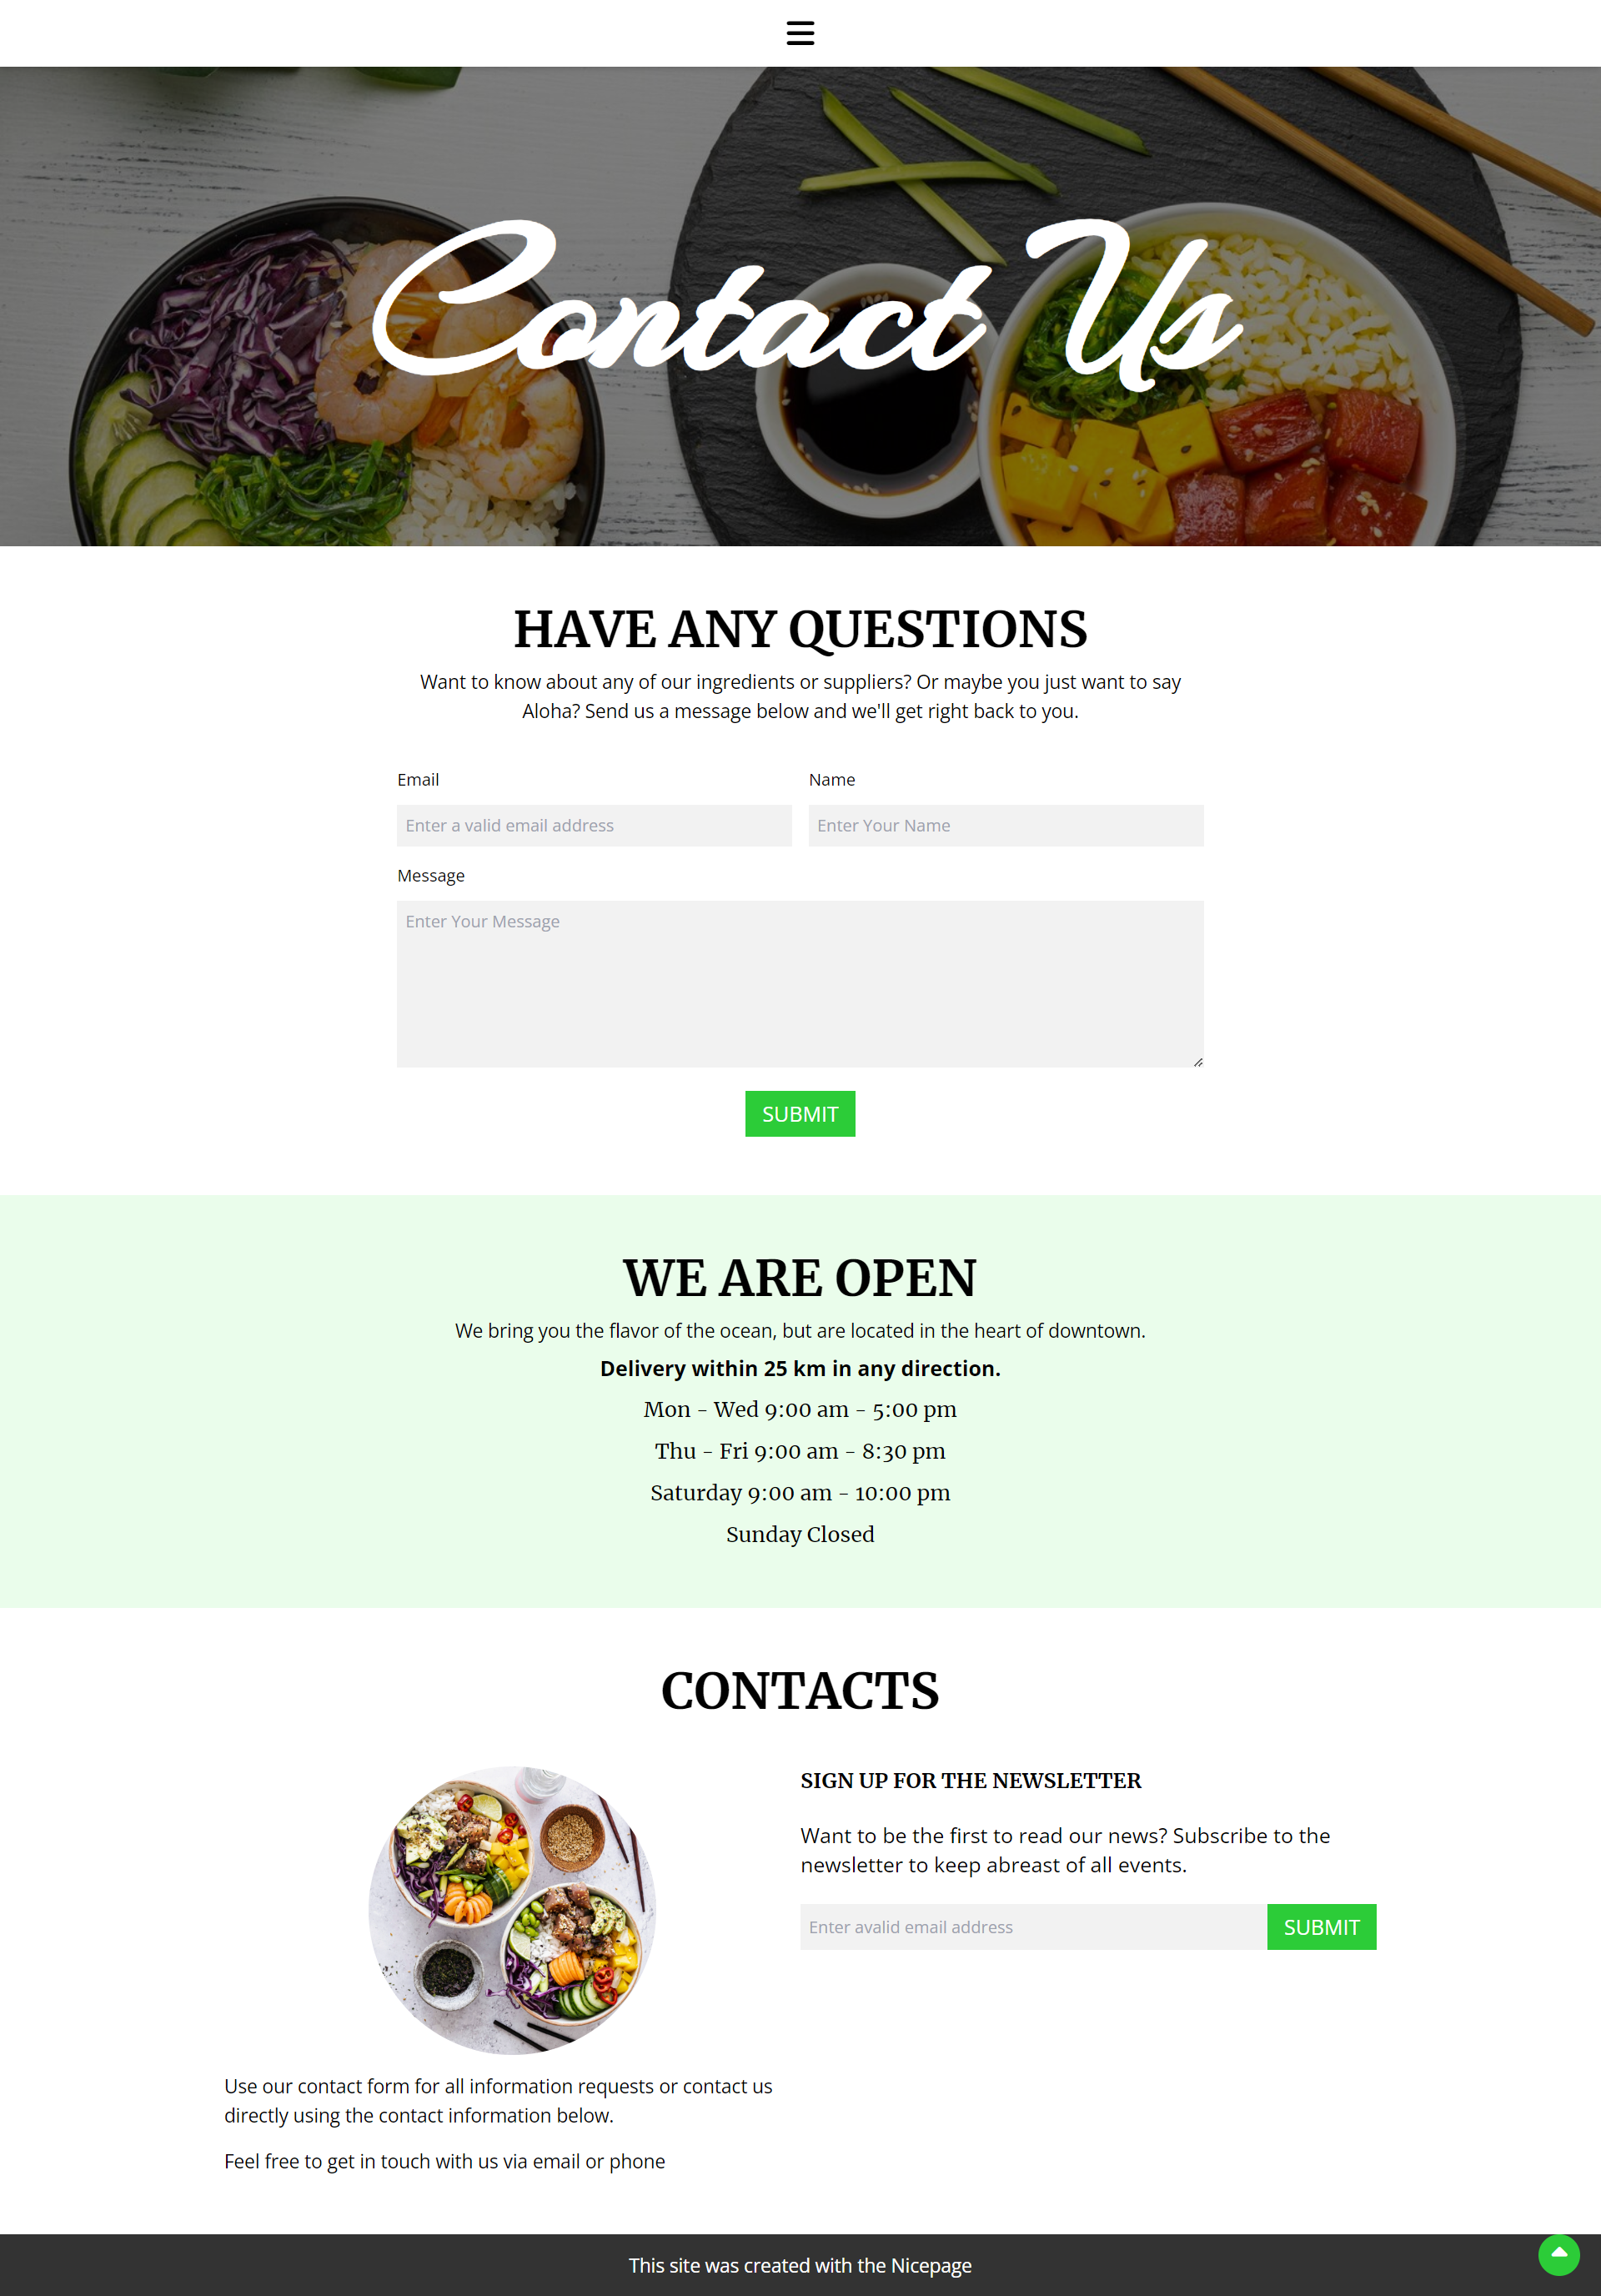 Contact Us
HAVE ANY QUESTIONS
Want to know about any of our ingredients or suppliers? Or maybe you just want to say
Aloha? Send us a message below and we'll get right back to you.
Email
Name
Enter a valid email address
Enter Your Name
Message
Enter Your Message
SUBMIT
WE ARE OPEN
We bring you the flavor of the ocean, but are located in the heart of downtown.
Delivery within 25 km in any direction.
Mon - Wed 9:00 am - 5:00 pm
Thu - Fri 9:00 am - 8:30 pm
Saturday 9:00 am - 10:00 pm
Sunday Closed
CONTACTS
Use our contact form for all information requests or contact us
directly using the contact information below.
Feel free to get in touch with us via email or phone
SIGN UP FOR THE NEWSLETTER
Want to be the first to read our news? Subscribe to the
newsletter to keep abreast of all events.
Enter avalid email address
SUBMIT
This site was created with the Nicepage